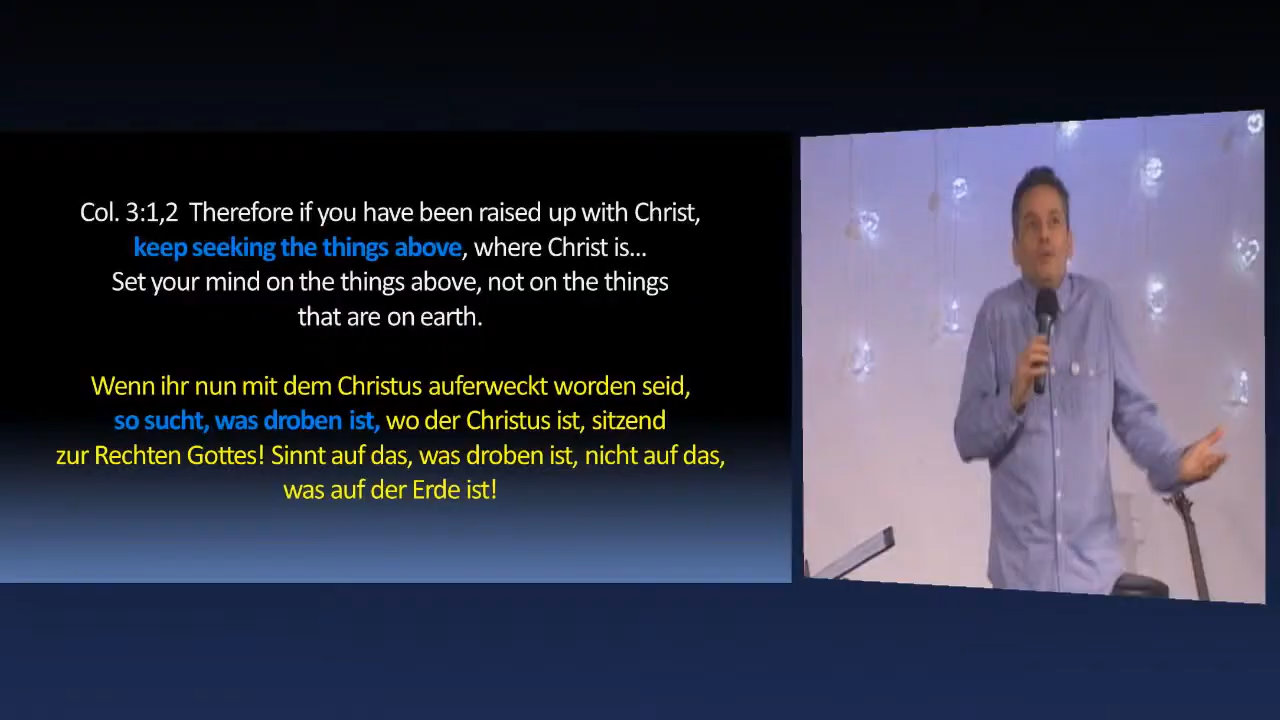 Col. 3:1,2  Therefore if you have been raised up with Christ,
keep seeking the things above, where Christ is...
Set your mind on the things above, not on the things
that are on earth.
Wenn ihr nun mit dem Christus auferweckt worden seid,
so sucht, was droben ist, wo der Christus ist, sitzend
zur Rechten Gottes! Sinnt auf das, was droben ist, nicht auf das,
was auf der Erde ist!